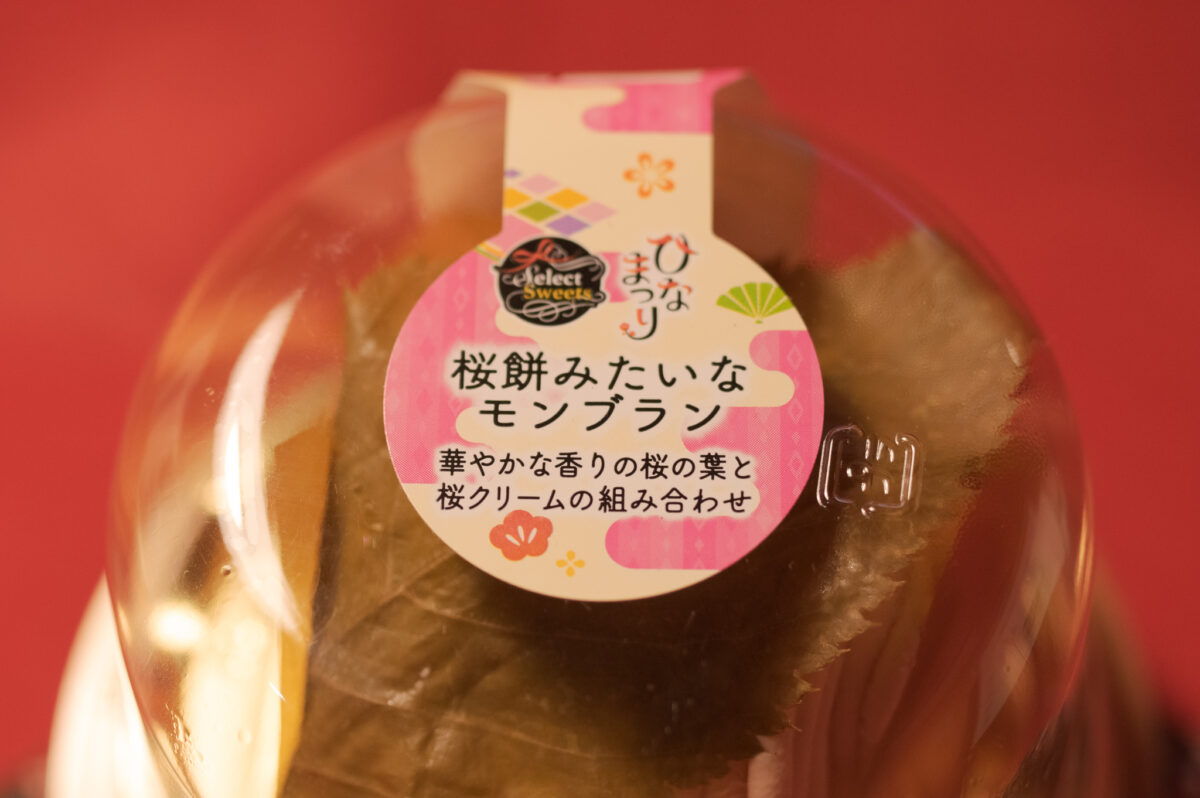 Select
Sweets
ひな
まつり
桜餅みたいな
モンブラン
華やかな香りの桜の葉と
桜クリームの組み合わせ